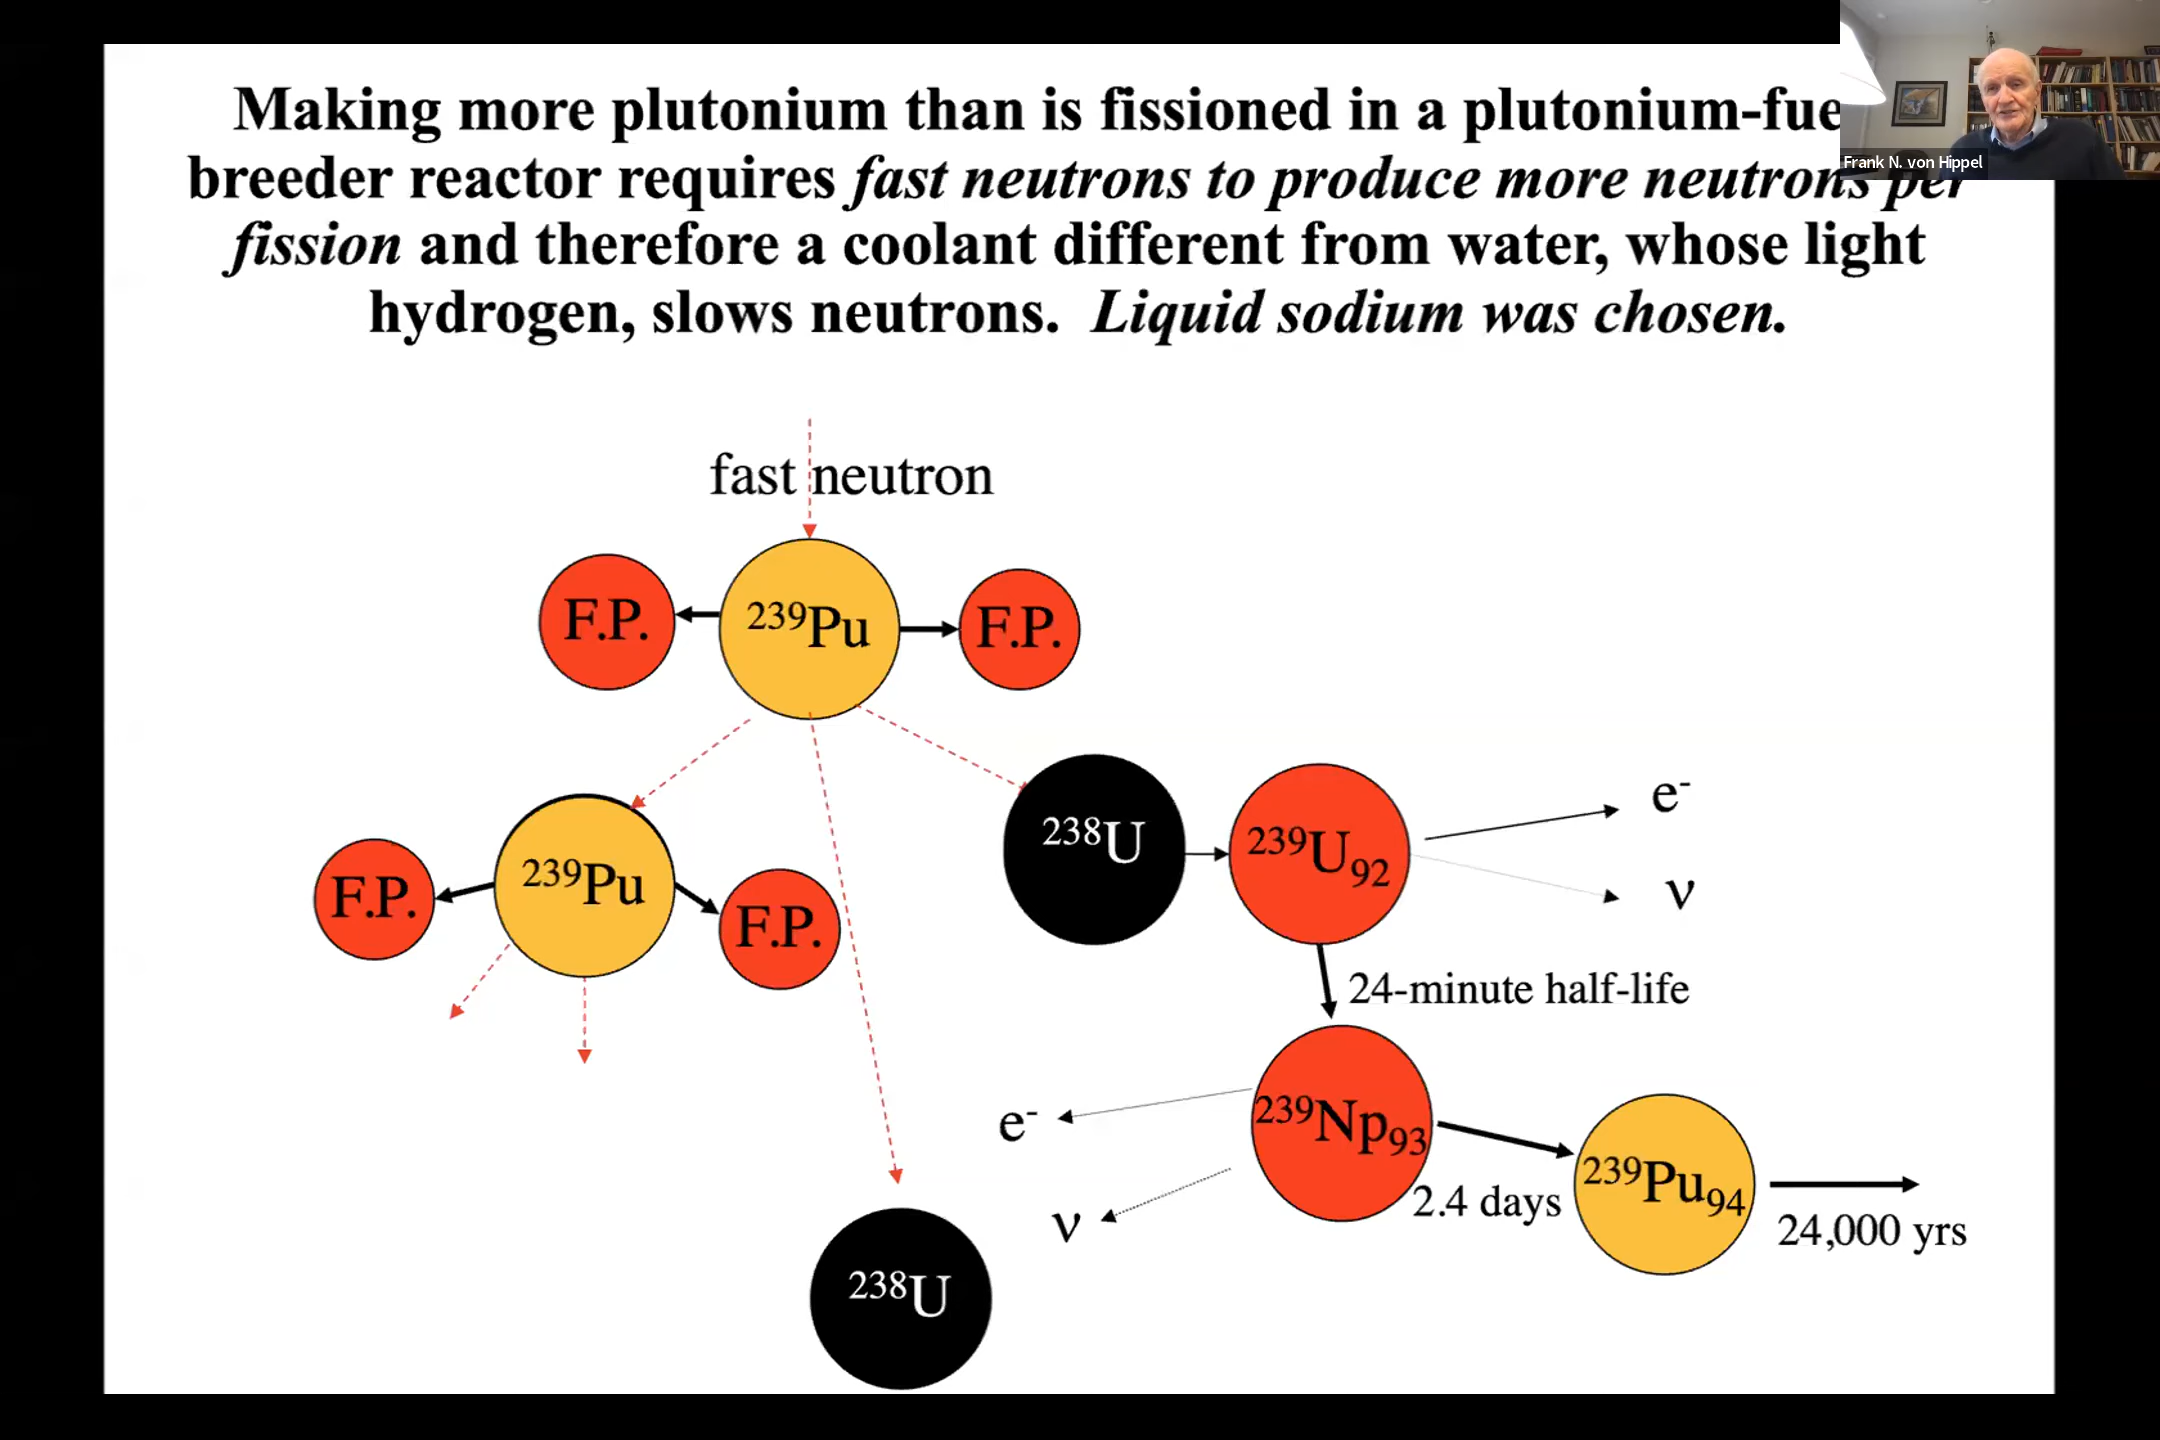 Making more plutonium than is fissioned in a
breeder reactor requires fast neutrons to produce more neutrons per
fission and therefore a coolant different from water, whose light
hydrogen, slows neutrons. Liquid sodium was chosen.
Frank N. von Hippel
fast neutron
F.P.
²³⁹Pu
F.P.
F.P.
²³⁹Pu
F.P.
²³⁸U
²³⁹U₉₂
e⁻
ν
24-minute half-life
e⁻
ν
²³⁹Np₉₃
2.4 days
²³⁹Pu₉₄
24,000 yrs
²³⁸U